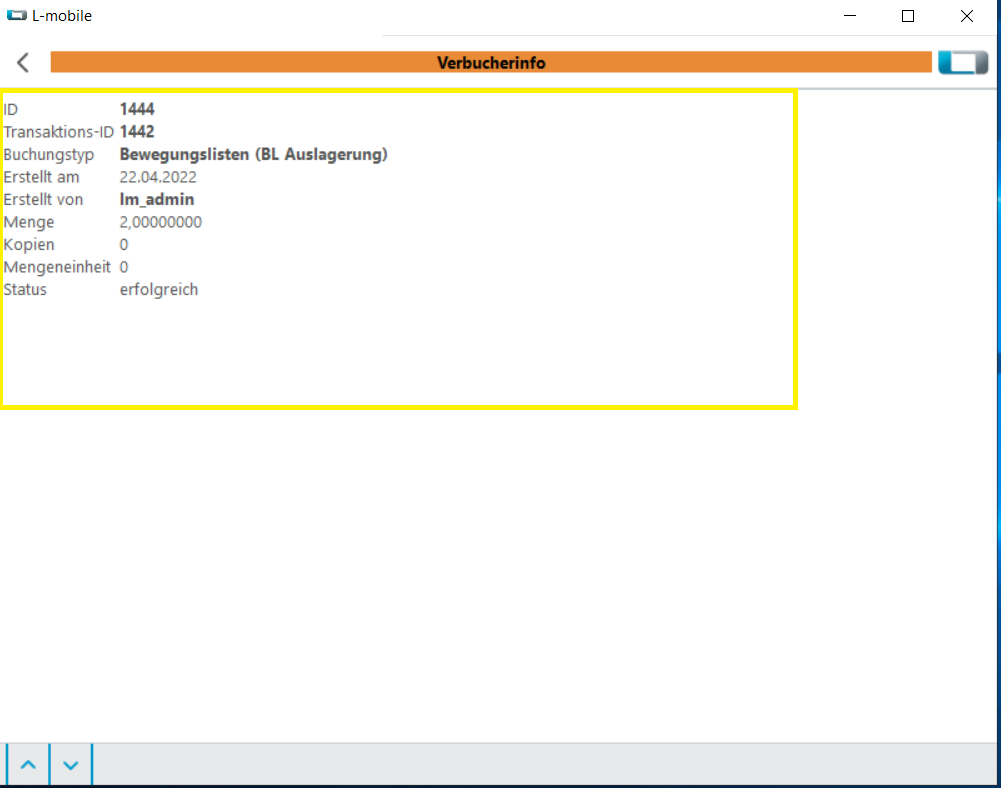 L-mobile
Verbucherinfo
ID 1444
Transaktions-ID 1442
Buchungstyp Bewegungslisten (BL Auslagerung)
Erstellt am 22.04.2022
Erstellt von lm_admin
Menge 2,00000000
Kopien 0
Mengeneinheit 0
Status erfolgreich